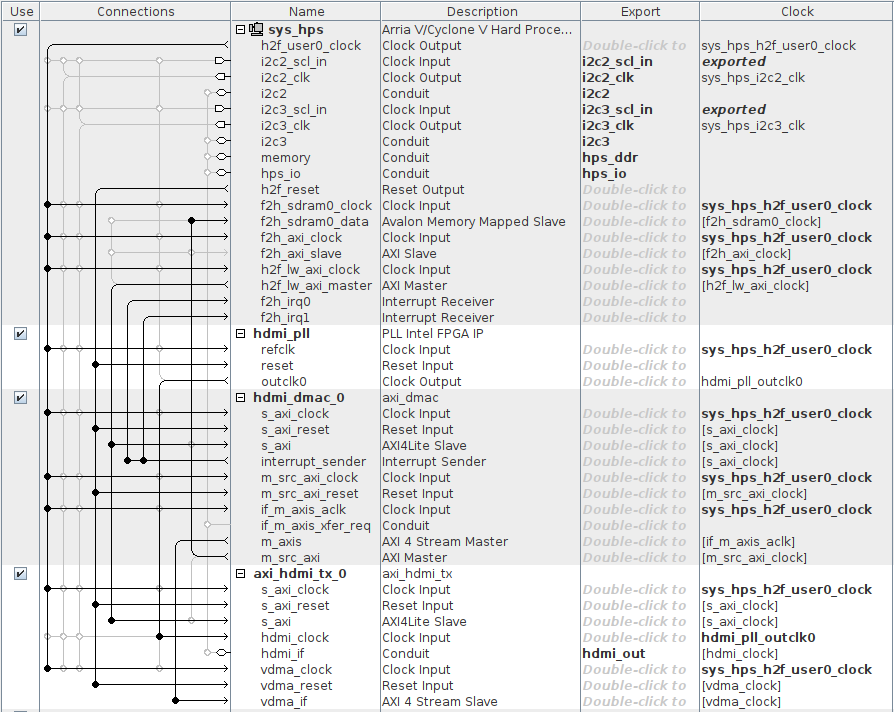 Use Connections Name Description Export Clock
sys_hps Arria V/Cyclone V Hard Proce...
h2f_user0_clock Clock Output Double-click to sys_hps_h2f_user0_clock
i2c2_scl_in Clock Input i2c2_scl_in exported
i2c2_clk Clock Output i2c2_clk sys_hps_i2c2_clk
i2c2 Conduit i2c2
i2c3_scl_in Clock Input i2c3_scl_in exported
i2c3_clk Clock Output i2c3_clk sys_hps_i2c3_clk
i2c3 Conduit i2c3
memory Conduit hps_ddr
hps_io Conduit hps_io
h2f_reset Reset Output Double-click to
f2h_sdram0_clock Clock Input Double-click to sys_hps_h2f_user0_clock
f2h_sdram0_data Avalon Memory Mapped Slave Double-click to [f2h_sdram0_clock]
f2h_axi_clock Clock Input Double-click to sys_hps_h2f_user0_clock
f2h_axi_slave AXI Slave Double-click to [f2h_axi_clock]
h2f_lw_axi_clock Clock Input Double-click to sys_hps_h2f_user0_clock
h2f_lw_axi_master AXI Master Double-click to [h2f_lw_axi_clock]
f2h_irq0 Interrupt Receiver Double-click to
f2h_irq1 Interrupt Receiver Double-click to
hdmi_pll PLL Intel FPGA IP
refclk Clock Input Double-click to sys_hps_h2f_user0_clock
reset Reset Input Double-click to
outclk0 Clock Output Double-click to hdmi_pll_outclk0
hdmi_dmac_0 axi_dmac
s_axi_clock Clock Input Double-click to sys_hps_h2f_user0_clock
s_axi_reset Reset Input Double-click to [s_axi_clock]
s_axi AXI4Lite Slave Double-click to [s_axi_clock]
interrupt_sender Interrupt Sender Double-click to [s_axi_clock]
m_src_axi_clock Clock Input Double-click to sys_hps_h2f_user0_clock
m_src_axi_reset Reset Input Double-click to [m_src_axi_clock]
if_m_axis_aclk Clock Input Double-click to sys_hps_h2f_user0_clock
if_m_axis_xfer_req Conduit Double-click to
m_axis AXI 4 Stream Master Double-click to [if_m_axis_aclk]
m_src_axi AXI Master Double-click to [m_src_axi_clock]
axi_hdmi_tx_0 axi_hdmi_tx
s_axi_clock Clock Input Double-click to sys_hps_h2f_user0_clock
s_axi_reset Reset Input Double-click to [s_axi_clock]
s_axi AXI4Lite Slave Double-click to [s_axi_clock]
hdmi_clock Clock Input Double-click to hdmi_pll_outclk0
hdmi_if Conduit hdmi_out [hdmi_clock]
vdma_clock Clock Input Double-click to sys_hps_h2f_user0_clock
vdma_reset Reset Input Double-click to [vdma_clock]
vdma_if AXI 4 Stream Slave Double-click to [vdma_clock]